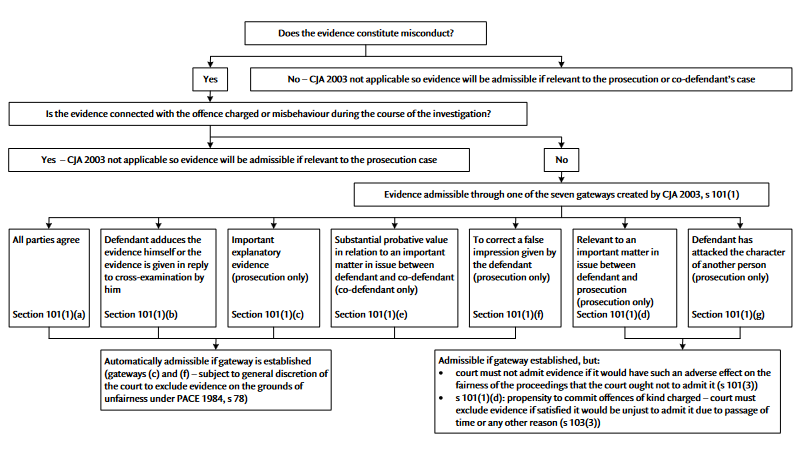 Does the evidence constitute misconduct?
Yes
No – CJA 2003 not applicable so evidence will be admissible if relevant to the prosecution or co-defendant's case
Is the evidence connected with the offence charged or misbehaviour during the course of the investigation?
Yes – CJA 2003 not applicable so evidence will be admissible if relevant to the prosecution case
No
Evidence admissible through one of the seven gateways created by CJA 2003, s 101(1)
All parties agree
Section 101(1)(a)
Defendant adduces the
evidence himself or the
evidence is given in reply
to cross-examination by
him
Section 101(1)(b)
Important
explanatory
evidence
(prosecution only)
Section 101(1)(c)
Substantial probative value
in relation to an important
matter in issue between
defendant and co-defendant
(co-defendant only)
Section 101(1)(e)
To correct a false
impression given by
the defendant
(prosecution only)
Section 101(1)(f)
Relevant to an
important matter in
issue between
defendant and
prosecution
(prosecution only)
Section 101(1)(d)
Defendant has
attacked the character
of another person
(prosecution only)
Section 101(1)(g)
Automatically admissible if gateway is established
(gateways (c) and (f) – subject to general discretion of
the court to exclude evidence on the grounds of
unfairness under PACE 1984, s 78)
Admissible if gateway established, but:
• court must not admit evidence if it would have such an adverse effect on the
fairness of the proceedings that the court ought not to admit it (s 101(3))
• s 101(1)(d): propensity to commit offences of kind charged – court must
exclude evidence if satisfied it would be unjust to admit it due to passage of
time or any other reason (s 103(3))